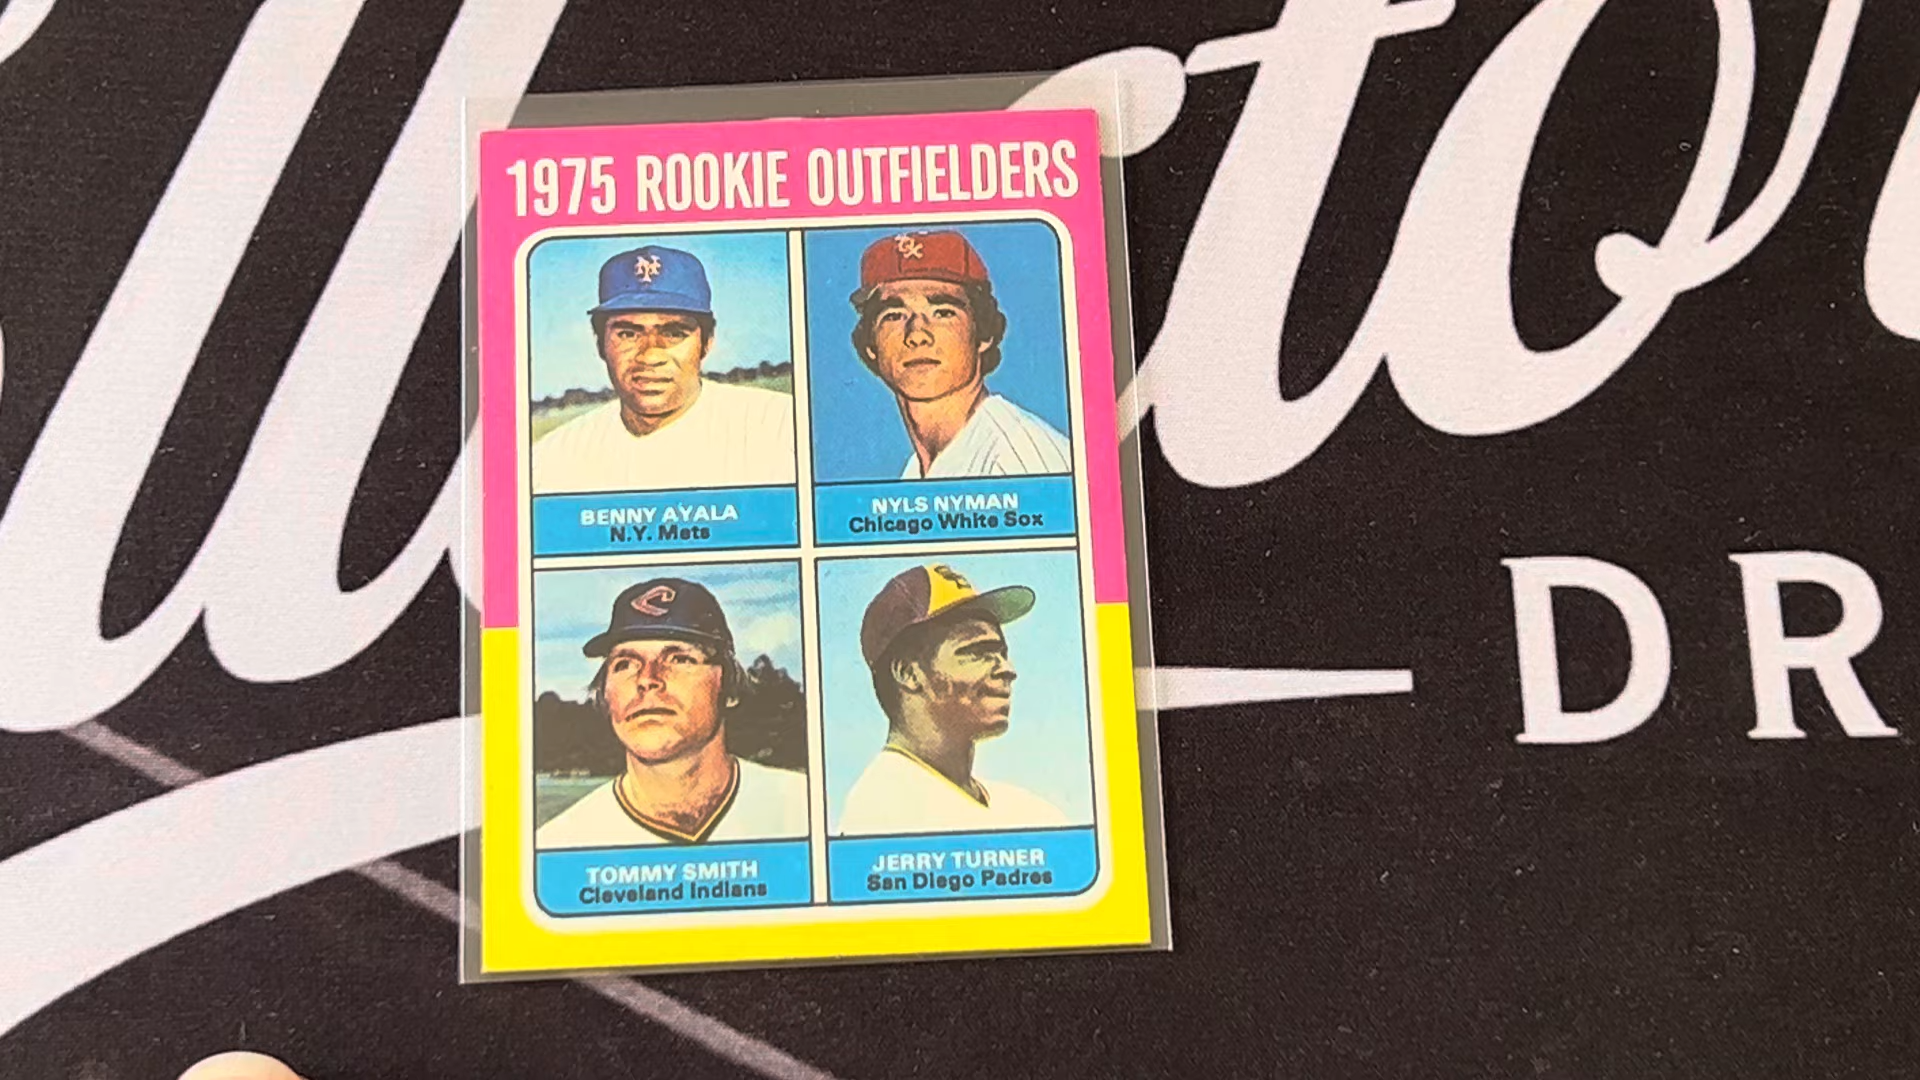 1975 ROOKIE OUTFIELDERS
BENNY AYALA
N.Y. Mets
NYLS NYMAN
Chicago White Sox
TOMMY SMITH
Cleveland Indians
JERRY TURNER
San Diego Padres
DR